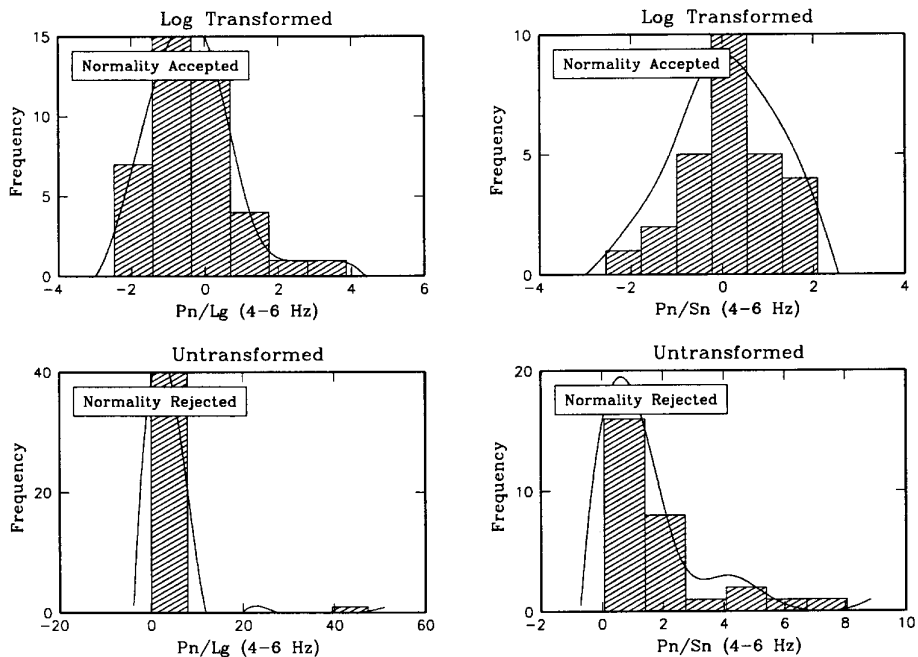 Log Transformed
15
10
5
0
Frequency
Normality Accepted
−4
−2
0
2
4
6
Pn/Lg (4−6 Hz)
Log Transformed
10
5
0
Frequency
Normality Accepted
−4
−2
0
2
4
Pn/Sn (4−6 Hz)
Untransformed
40
20
0
Frequency
Normality Rejected
−20
0
20
40
60
Pn/Lg (4−6 Hz)
Untransformed
20
10
0
Frequency
Normality Rejected
−2
0
2
4
6
8
10
Pn/Sn (4−6 Hz)